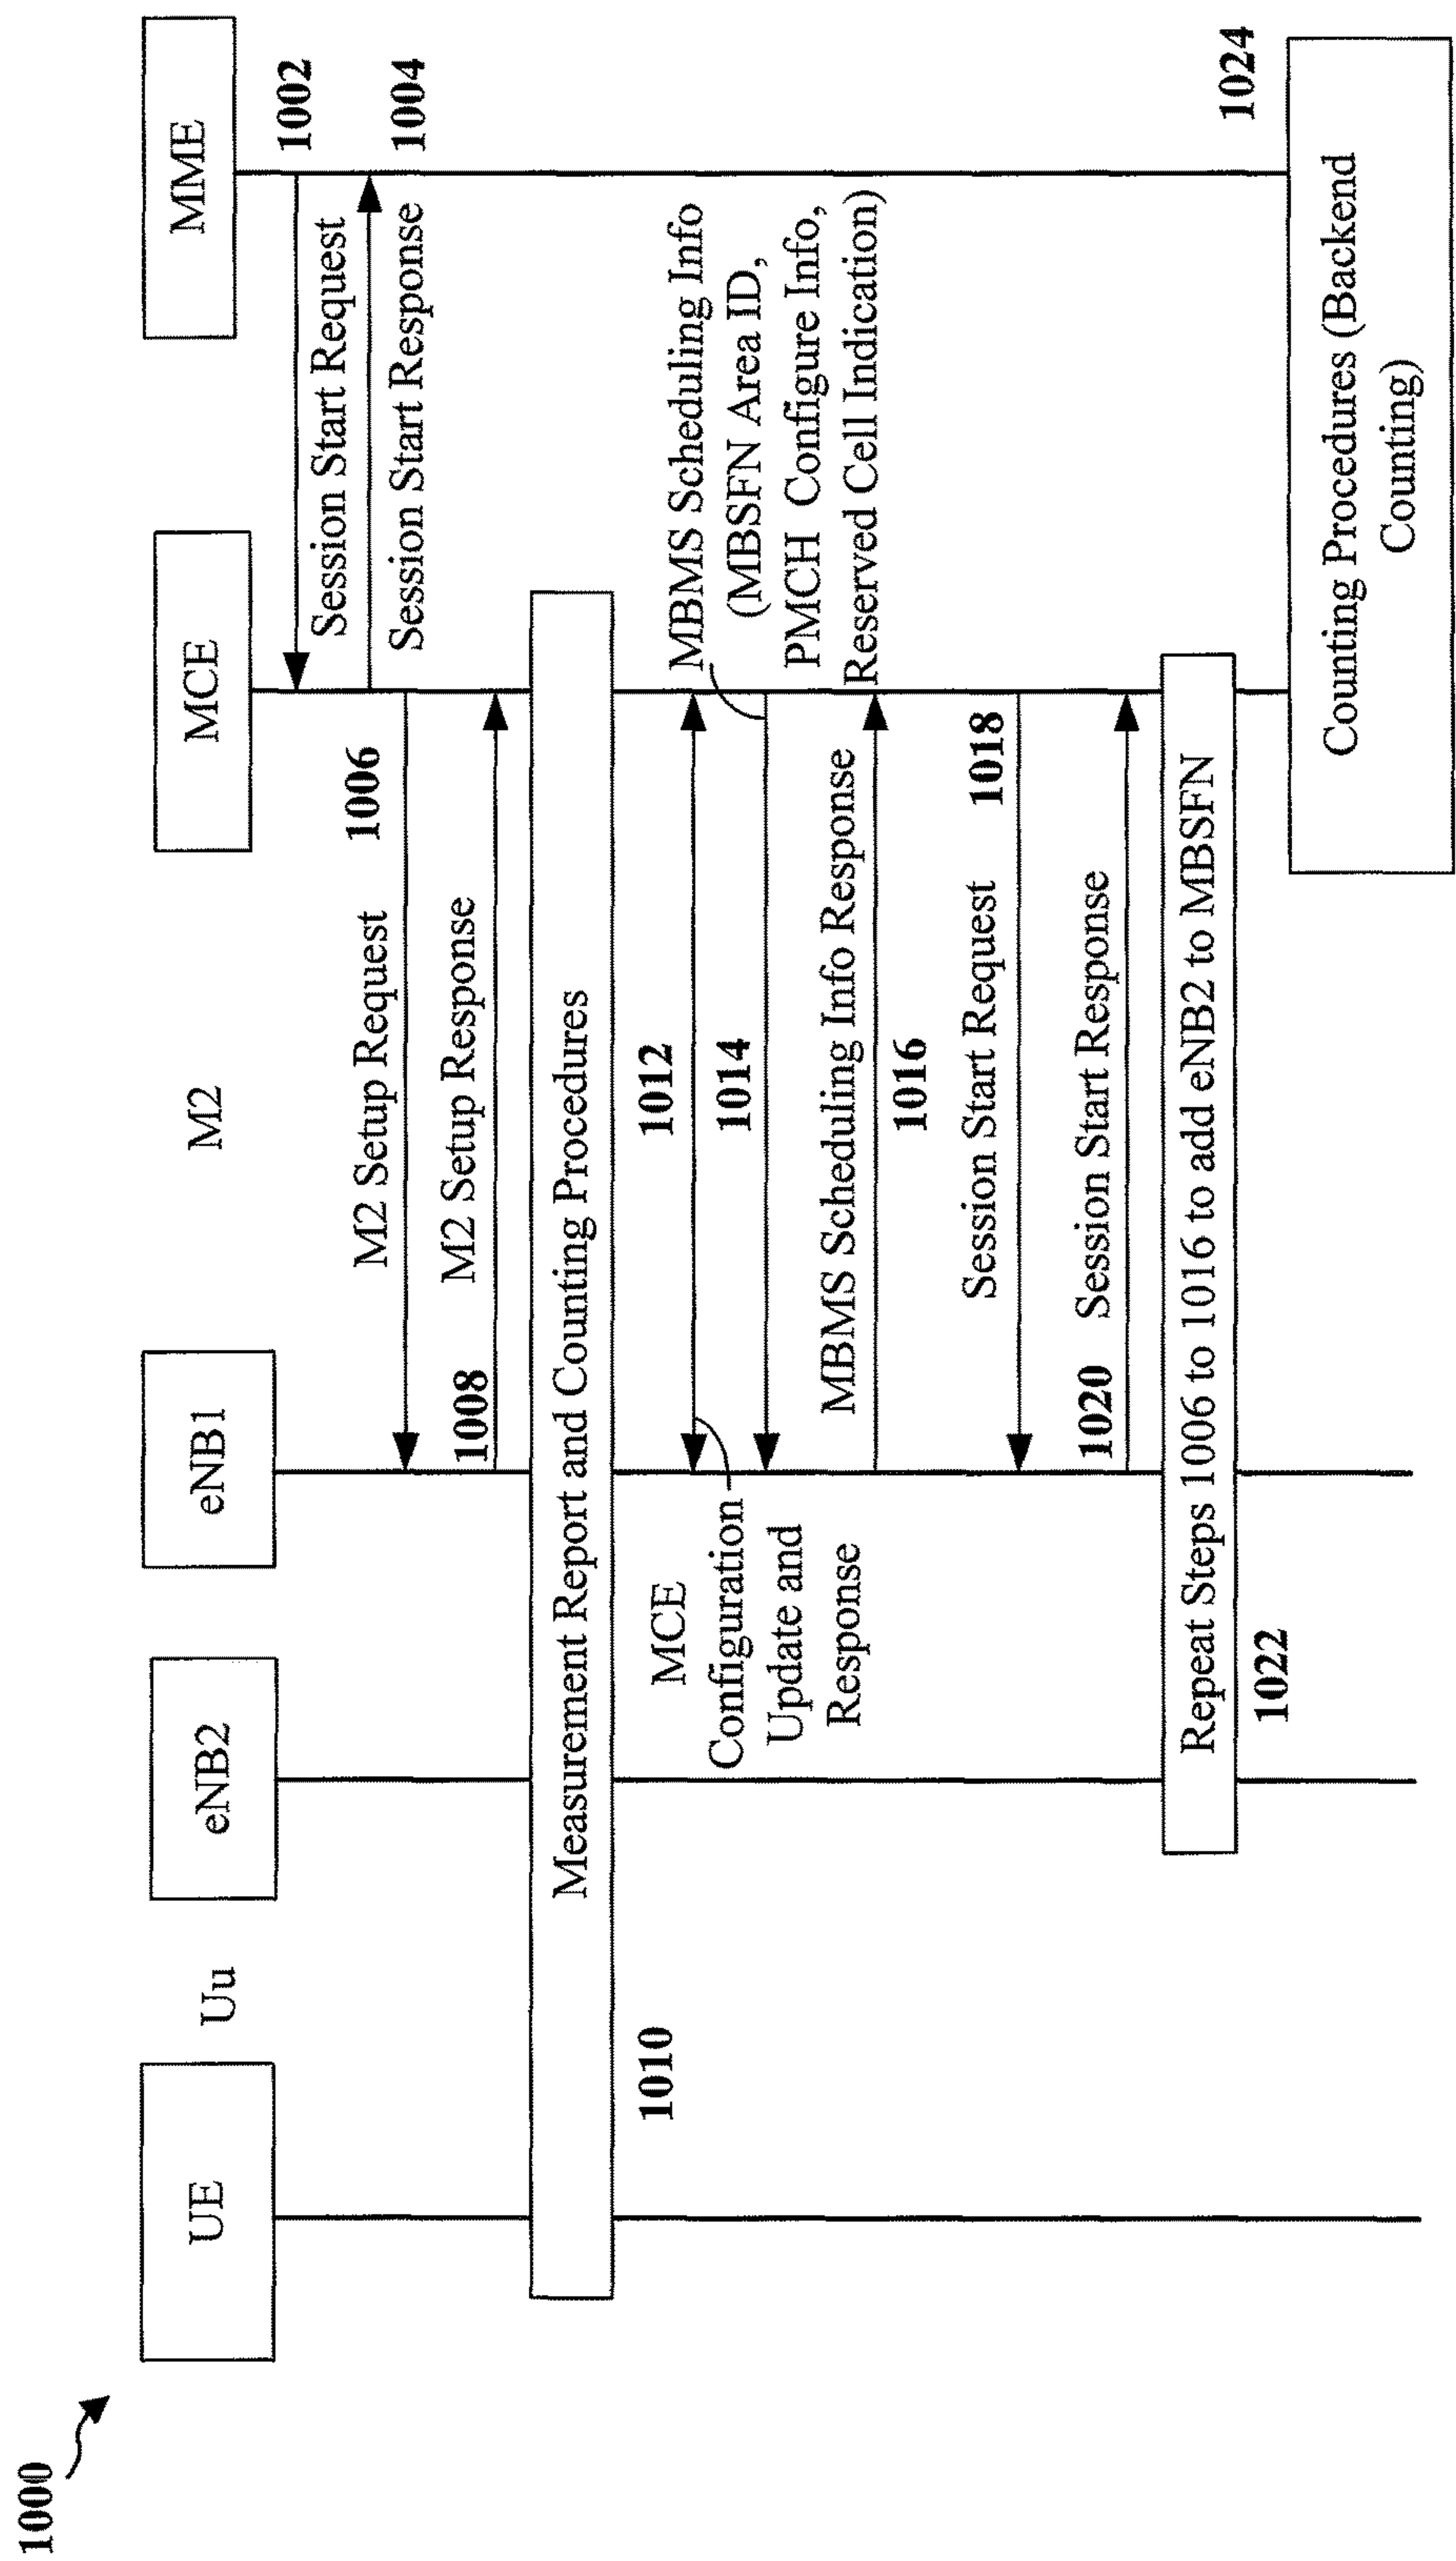 1000
UE
Uu
eNB2
eNB1
M2
MCE
MME
1002
Session Start Request
1004
Session Start Response
1006
M2 Setup Request
1008
M2 Setup Response
Measurement Report and Counting Procedures
1010
1012
MCE
Configuration
Update and
Response
1014
MBMS Scheduling Info
(MBSFN Area ID,
PMCH Configure Info,
Reserved Cell Indication)
MBMS Scheduling Info Response
1016
1018
Session Start Request
1020
Session Start Response
Repeat Steps 1006 to 1016 to add eNB2 to MBSFN
1022
1024
Counting Procedures (Backend
Counting)